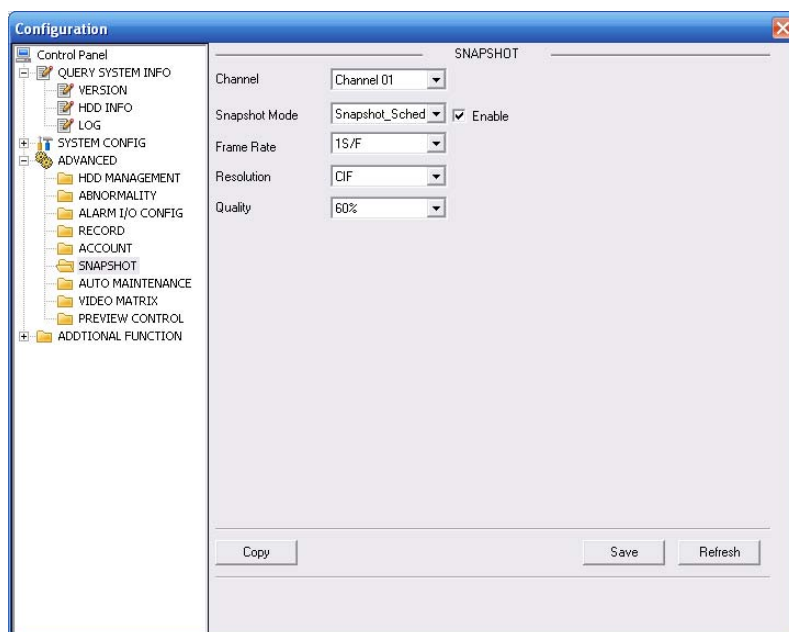 Configuration
Control Panel
QUERY SYSTEM INFO
VERSION
HDD INFO
LOG
SYSTEM CONFIG
ADVANCED
HDD MANAGEMENT
ABNORMALITY
ALARM I/O CONFIG
RECORD
ACCOUNT
SNAPSHOT
AUTO MAINTENANCE
VIDEO MATRIX
PREVIEW CONTROL
ADDTIONAL FUNCTION
SNAPSHOT
Channel Channel 01
Snapshot Mode Snapshot_Sched Enable
Frame Rate 1S/F
Resolution CIF
Quality 60%
Copy Save Refresh